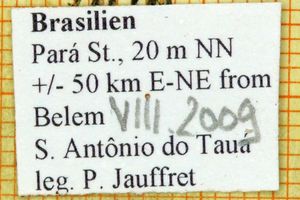 Brasilien
Pará St., 20 m NN
+/- 50 km E-NE from
Belem VIII. 2009
S. Antônio do Tauá
leg. P. Jauffret